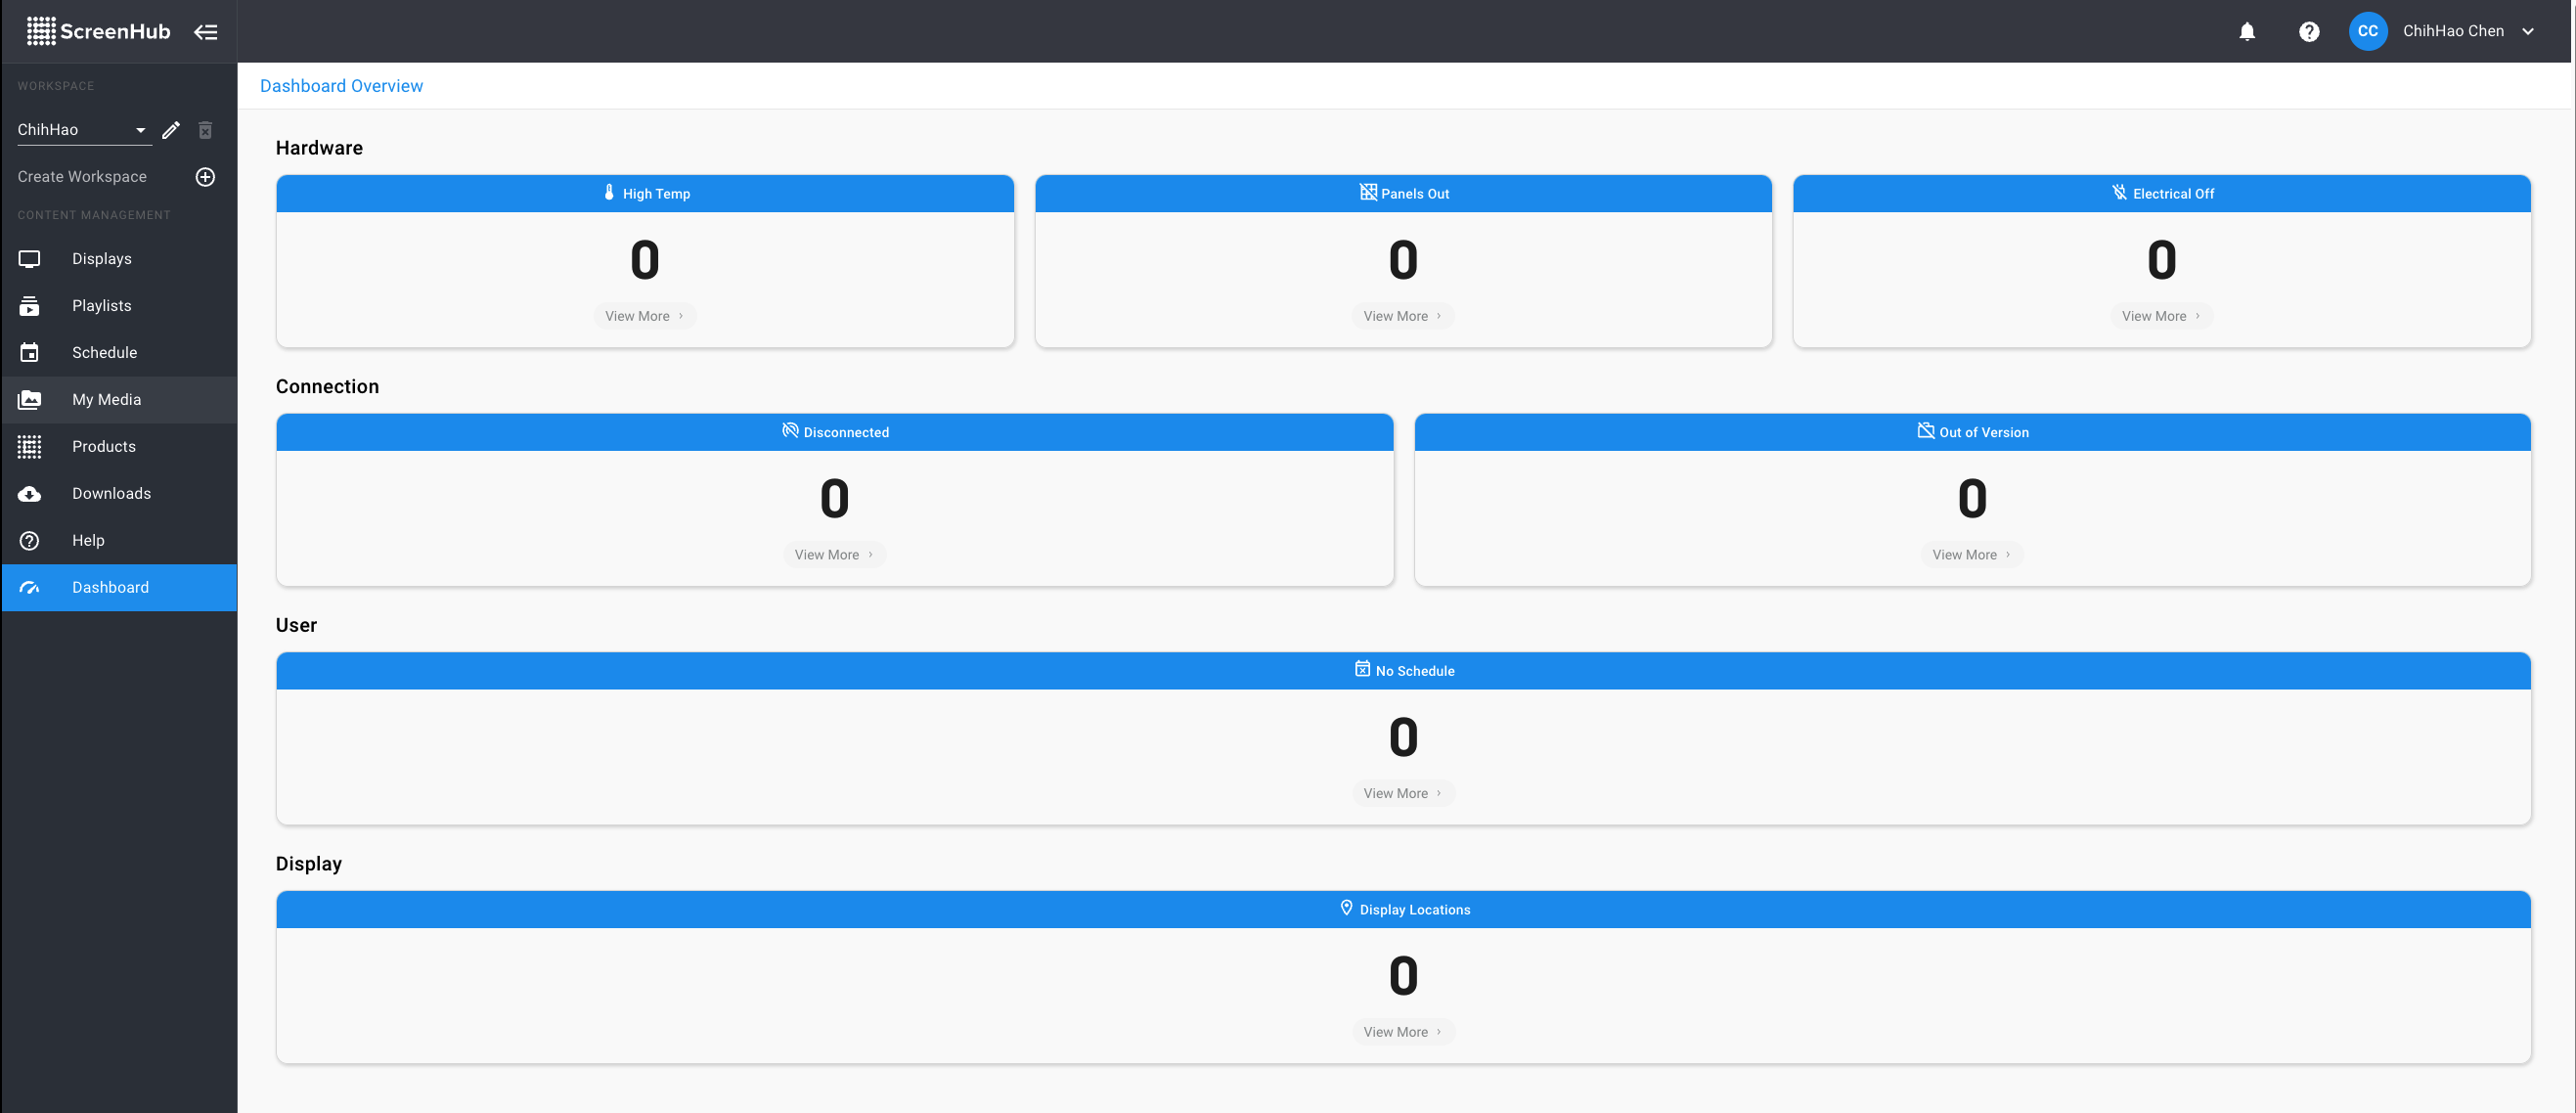 ScreenHub
CC
ChihHao Chen
WORKSPACE
ChihHao
Create Workspace
CONTENT MANAGEMENT
Displays
Playlists
Schedule
My Media
Products
Downloads
Help
Dashboard
Dashboard Overview
Hardware
High Temp
0
View More
Panels Out
0
View More
Electrical Off
0
View More
Connection
Disconnected
0
View More
Out of Version
0
View More
User
No Schedule
0
View More
Display
Display Locations
0
View More